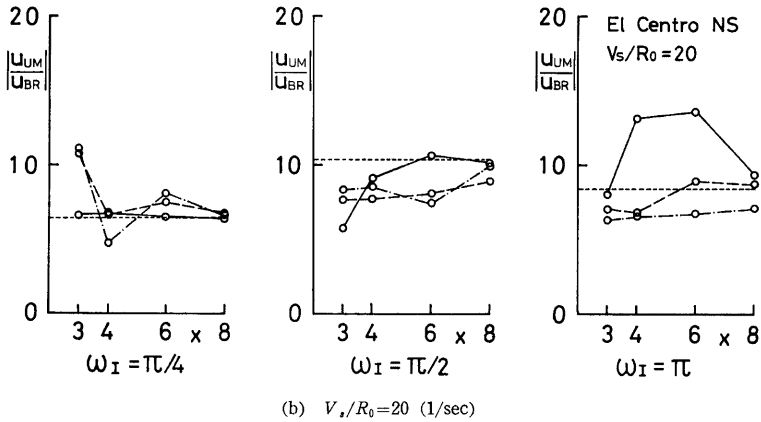 20
|u_UM/u_BR|
10
0
3 4 6 x 8
ω_I = π/4
20
|u_UM/u_BR|
10
0
3 4 6 x 8
ω_I = π/2
20
El Centro NS
V_S/R_0 = 20
|u_UM/u_BR|
10
0
3 4 6 x 8
ω_I = π
(b) V_s/R_0=20 (1/sec)